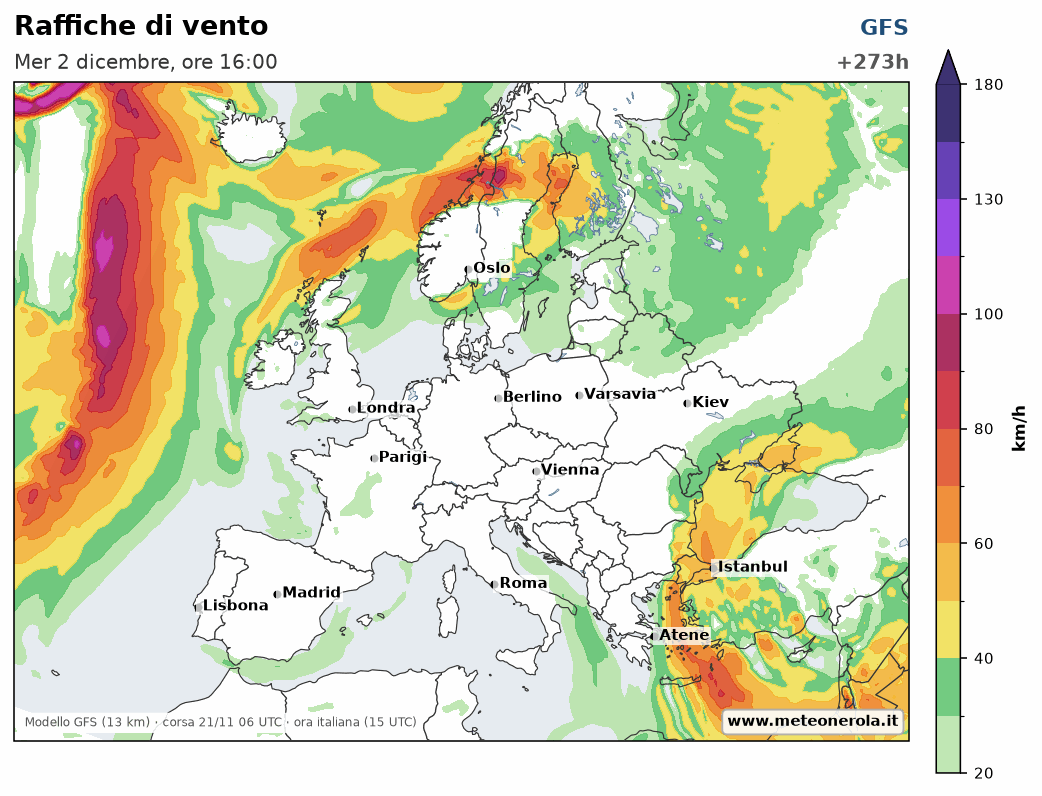 Raffiche di vento
GFS
Mer 2 dicembre, ore 16:00
+273h
180
130
100
80
60
40
20
km/h
Oslo
Berlino
Varsavia
Kiev
Londra
Parigi
Vienna
Istanbul
Roma
Madrid
Lisbona
Atene
Modello GFS (13 km) · corsa 21/11 06 UTC · ora italiana (15 UTC)
www.meteonerola.it